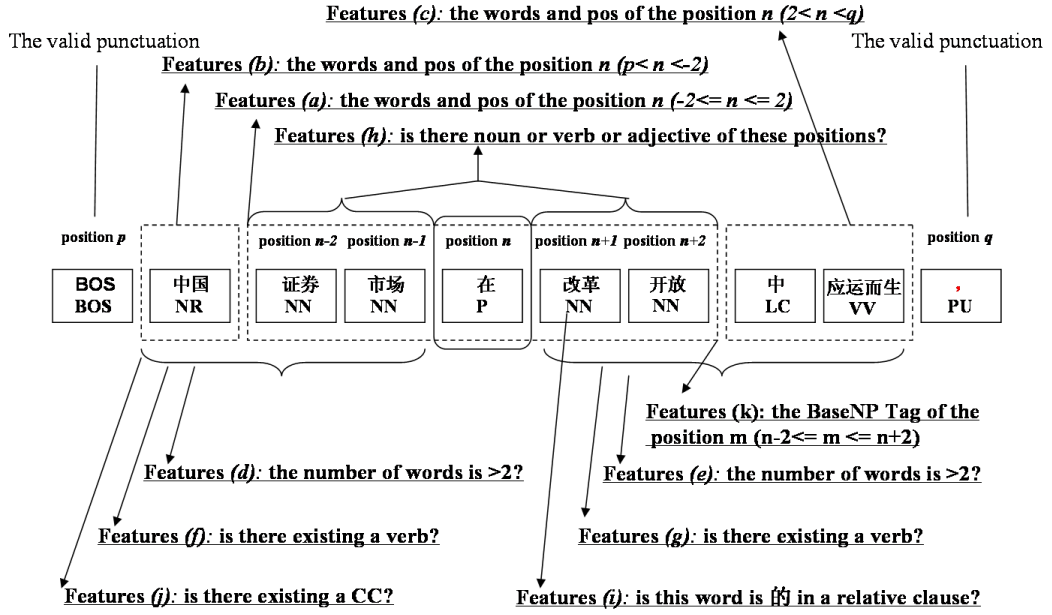 Features (c): the words and pos of the position n (2< n <q)
The valid punctuation
The valid punctuation
Features (b): the words and pos of the position n (p< n <-2)
Features (a): the words and pos of the position n (-2<= n <= 2)
Features (h): is there noun or verb or adjective of these positions?
position p
position n-2
position n-1
position n
position n+1
position n+2
position q
BOS
BOS
中国
NR
证券
NN
市场
NN
在
P
改革
NN
开放
NN
中
LC
应运而生
VV
，
PU
Features (k): the BaseNP Tag of the
position m (n-2<= m <= n+2)
Features (d): the number of words is >2?
Features (e): the number of words is >2?
Features (f): is there existing a verb?
Features (g): is there existing a verb?
Features (j): is there existing a CC?
Features (i): is this word is 的 in a relative clause?